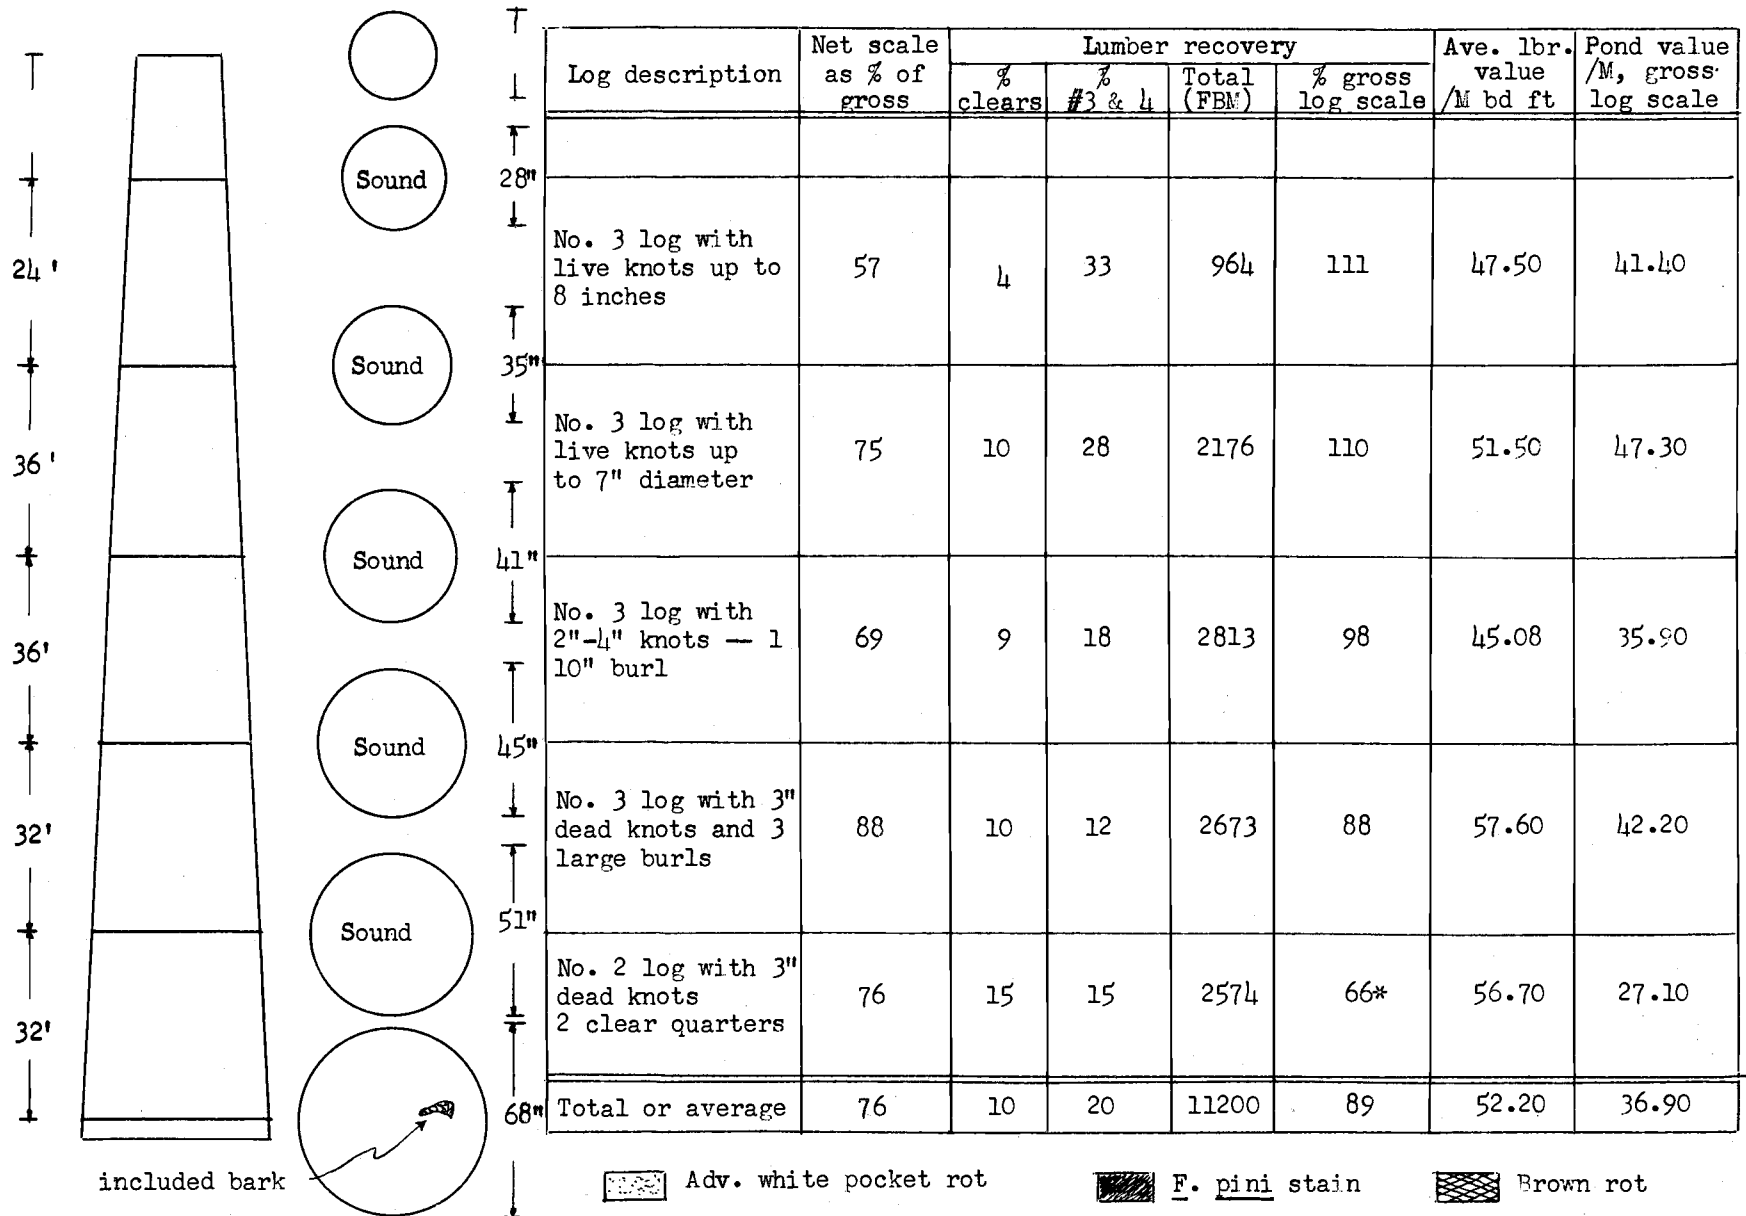 Log description
Net scale
as % of
gross
Lumber recovery
%
clears
%
#3 & 4
Total
(FBM)
% gross
log scale
Ave. lbr.
value
/M bd ft
Pond value
/M, gross
log scale
Sound
28"
24'
No. 3 log with
live knots up to
8 inches
57
4
33
964
111
47.50
41.40
Sound
35"
36'
No. 3 log with
live knots up
to 7" diameter
75
10
28
2176
110
51.50
47.30
Sound
41"
36'
No. 3 log with
2"-4" knots — 1
10" burl
69
9
18
2813
98
45.08
35.90
Sound
45"
32'
No. 3 log with 3"
dead knots and 3
large burls
88
10
12
2673
88
57.60
42.20
Sound
51"
32'
No. 2 log with 3"
dead knots
2 clear quarters
76
15
15
2574
66*
56.70
27.10
68"
Total or average
76
10
20
11200
89
52.20
36.90
included bark
Adv. white pocket rot
F. pini stain
Brown rot